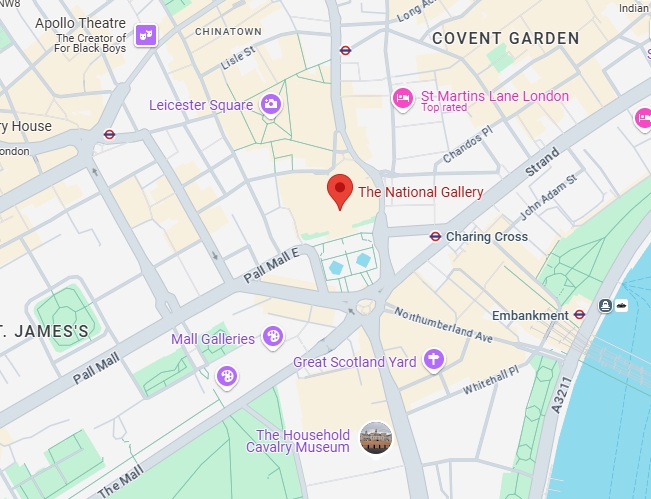 NW8
Apollo Theatre
The Creator of
For Black Boys
CHINATOWN
Lisle St
Long Ac
Indian
COVENT GARDEN
Leicester Square
St Martins Lane London
Top rated
ry House
ondon
Chandos Pl
Strand
The National Gallery
John Adam St
Charing Cross
Pall Mall E
T. JAMES'S
Mall Galleries
Northumberland Ave
Embankment
Great Scotland Yard
Pall Mall
Whitehall Pl
A3211
The Household
Cavalry Museum
The Mall